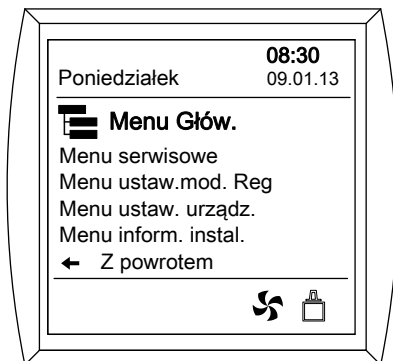 08:30
Poniedziałek 09.01.13
Menu Głów.
Menu serwisowe
Menu ustaw.mod. Reg
Menu ustaw. urządz.
Menu inform. instal.
← Z powrotem